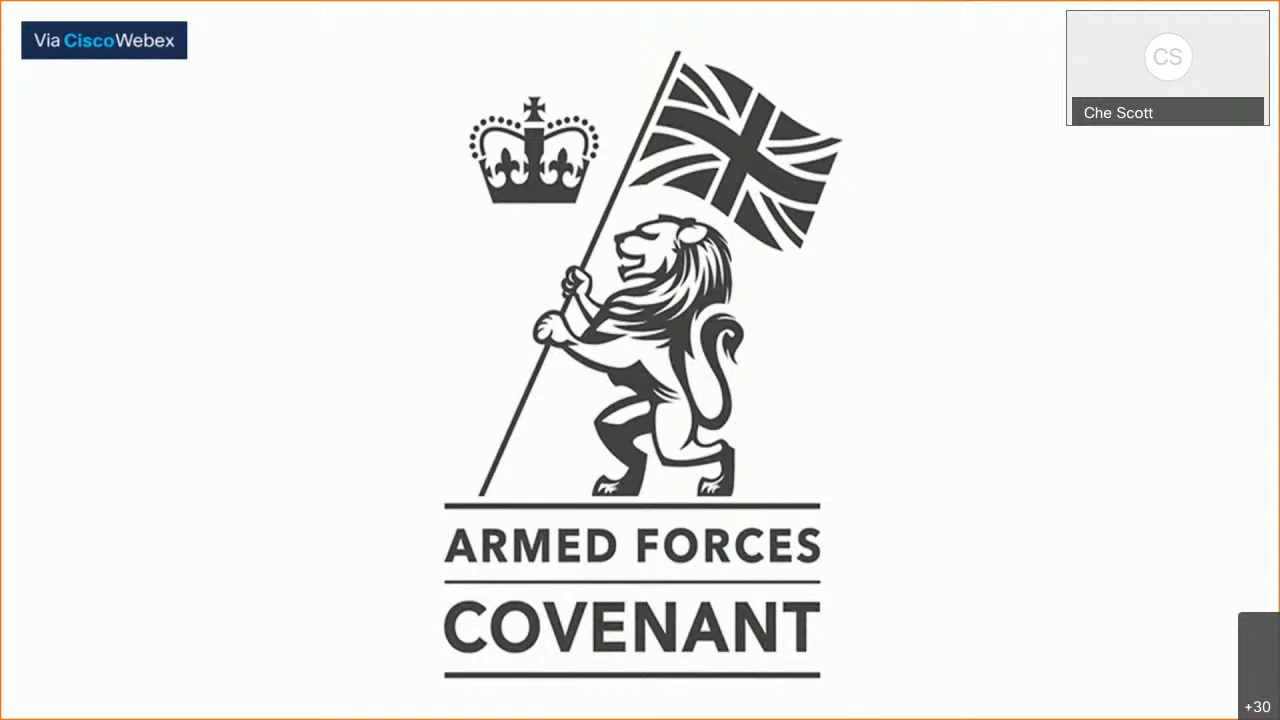 Via CiscoWebex
CS
Che Scott
ARMED FORCES
COVENANT
+30